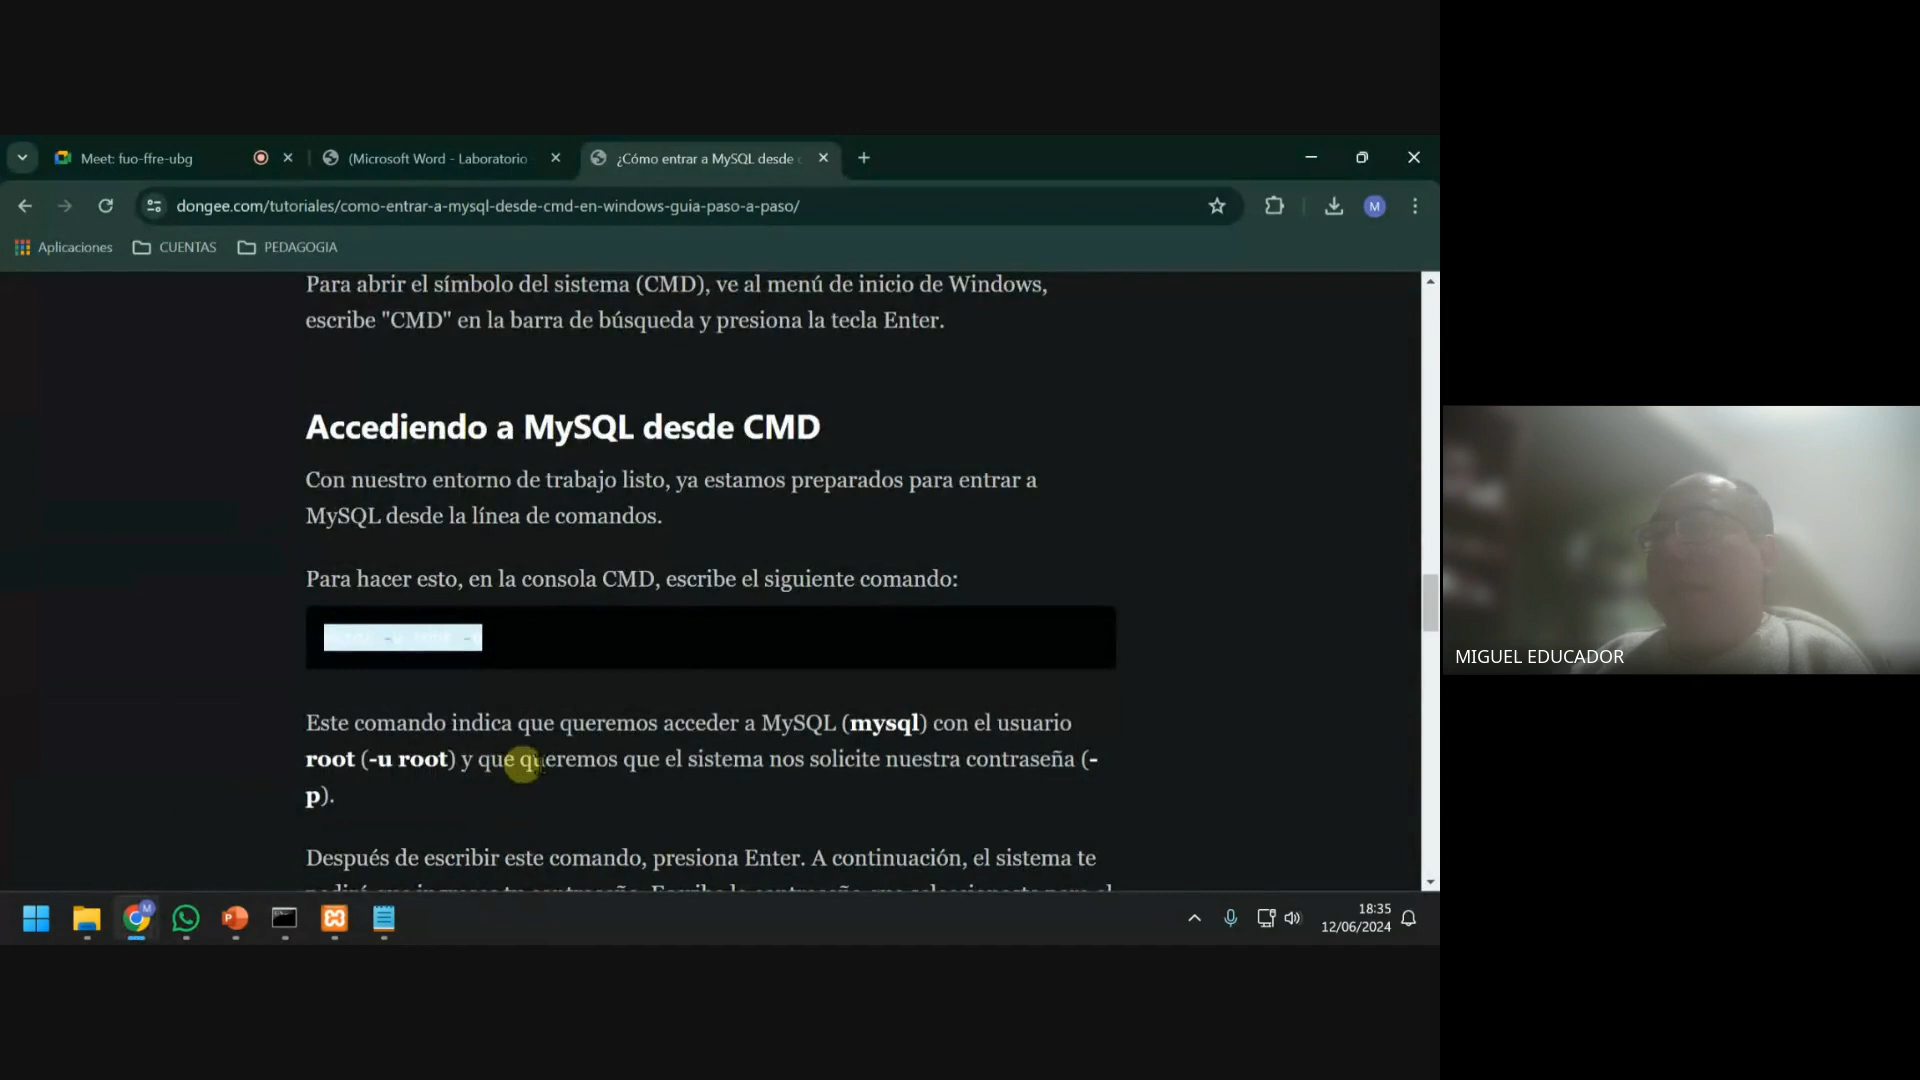 Meet: fuo-ffre-ubg
(Microsoft Word - Laboratorio
¿Cómo entrar a MySQL desde
dongee.com/tutoriales/como-entrar-a-mysql-desde-cmd-en-windows-guia-paso-a-paso/
M
Aplicaciones
CUENTAS
PEDAGOGIA
Para abrir el símbolo del sistema (CMD), ve al menú de inicio de Windows,
escribe "CMD" en la barra de búsqueda y presiona la tecla Enter.
Accediendo a MySQL desde CMD
Con nuestro entorno de trabajo listo, ya estamos preparados para entrar a
MySQL desde la línea de comandos.
Para hacer esto, en la consola CMD, escribe el siguiente comando:
Este comando indica que queremos acceder a MySQL (mysql) con el usuario
root (-u root) y que queremos que el sistema nos solicite nuestra contraseña (-
p).
Después de escribir este comando, presiona Enter. A continuación, el sistema te
MIGUEL EDUCADOR
18:35
12/06/2024